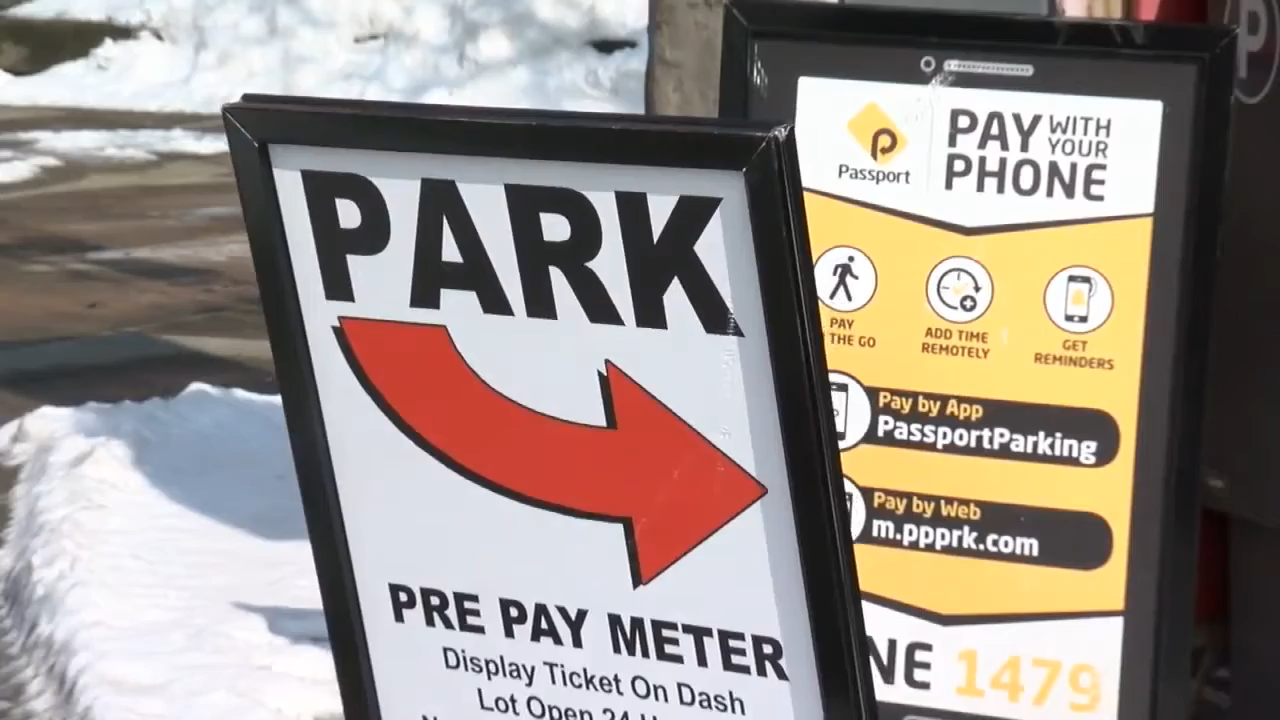 PARK
PRE PAY METER
Display Ticket On Dash
Lot Open 24
Passport
PAY WITH YOUR
PHONE
PAY
THE GO
ADD TIME
REMOTELY
GET
REMINDERS
Pay by App
PassportParking
Pay by Web
m.ppprk.com
NE 1479
P